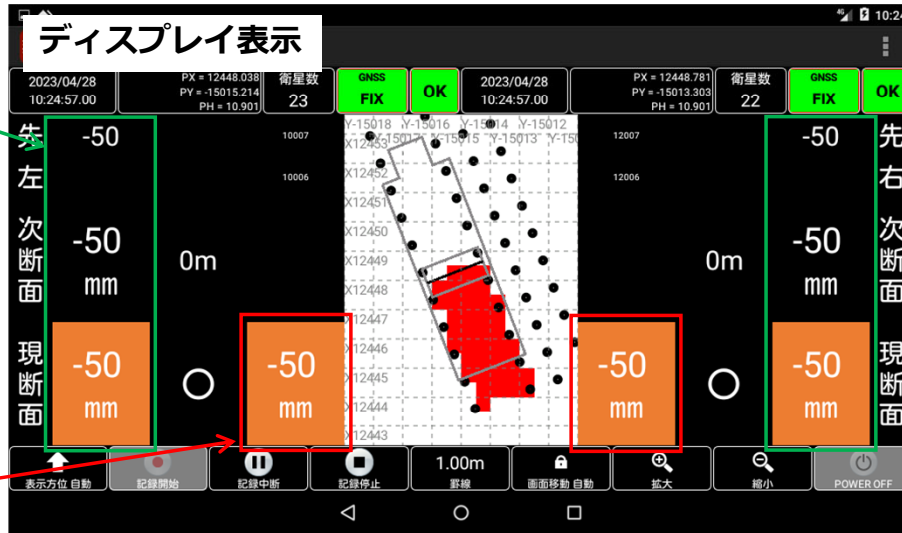 ディスプレイ表示
4G
10:24
2023/04/28
10:24:57.00
PX = 12448.038
PY = -15015.214
PH = 10.901
衛星数
23
GNSS
FIX
OK
2023/04/28
10:24:57.00
PX = 12448.781
PY = -15013.303
PH = 10.901
衛星数
22
GNSS
FIX
OK
先
左
-50
10007
10006
次断面
-50
mm
0m
現断面
-50
mm
○
-50
mm
Y-15018 Y-15016 Y-15014 Y-15012
Y-15017 Y-15015 Y-15013
X12453
X12452
X12451
X12450
X12449
X12448
X12447
X12446
X12445
X12444
X12443
12007
12006
-50
先
右
0m
-50
mm
次断面
-50
mm
○
-50
mm
現断面
表示方位 自動
記録開始
記録中断
記録停止
1.00m
罫線
画面移動 自動
拡大
縮小
POWER OFF